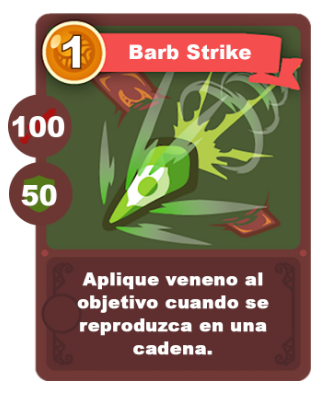 1
Barb Strike
100
50
Aplique veneno al
objetivo cuando se
reproduzca en una
cadena.